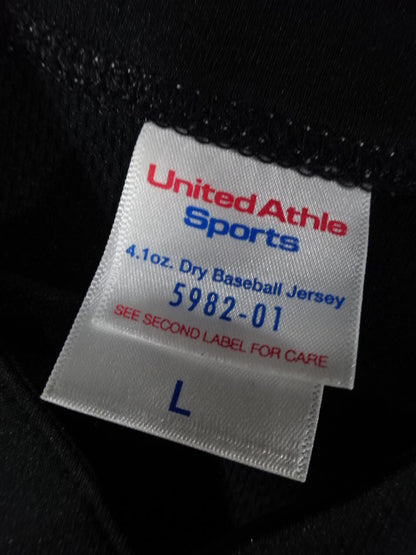 United Athle
Sports
4.1oz. Dry Baseball Jersey
5982-01
SEE SECOND LABEL FOR CARE
L